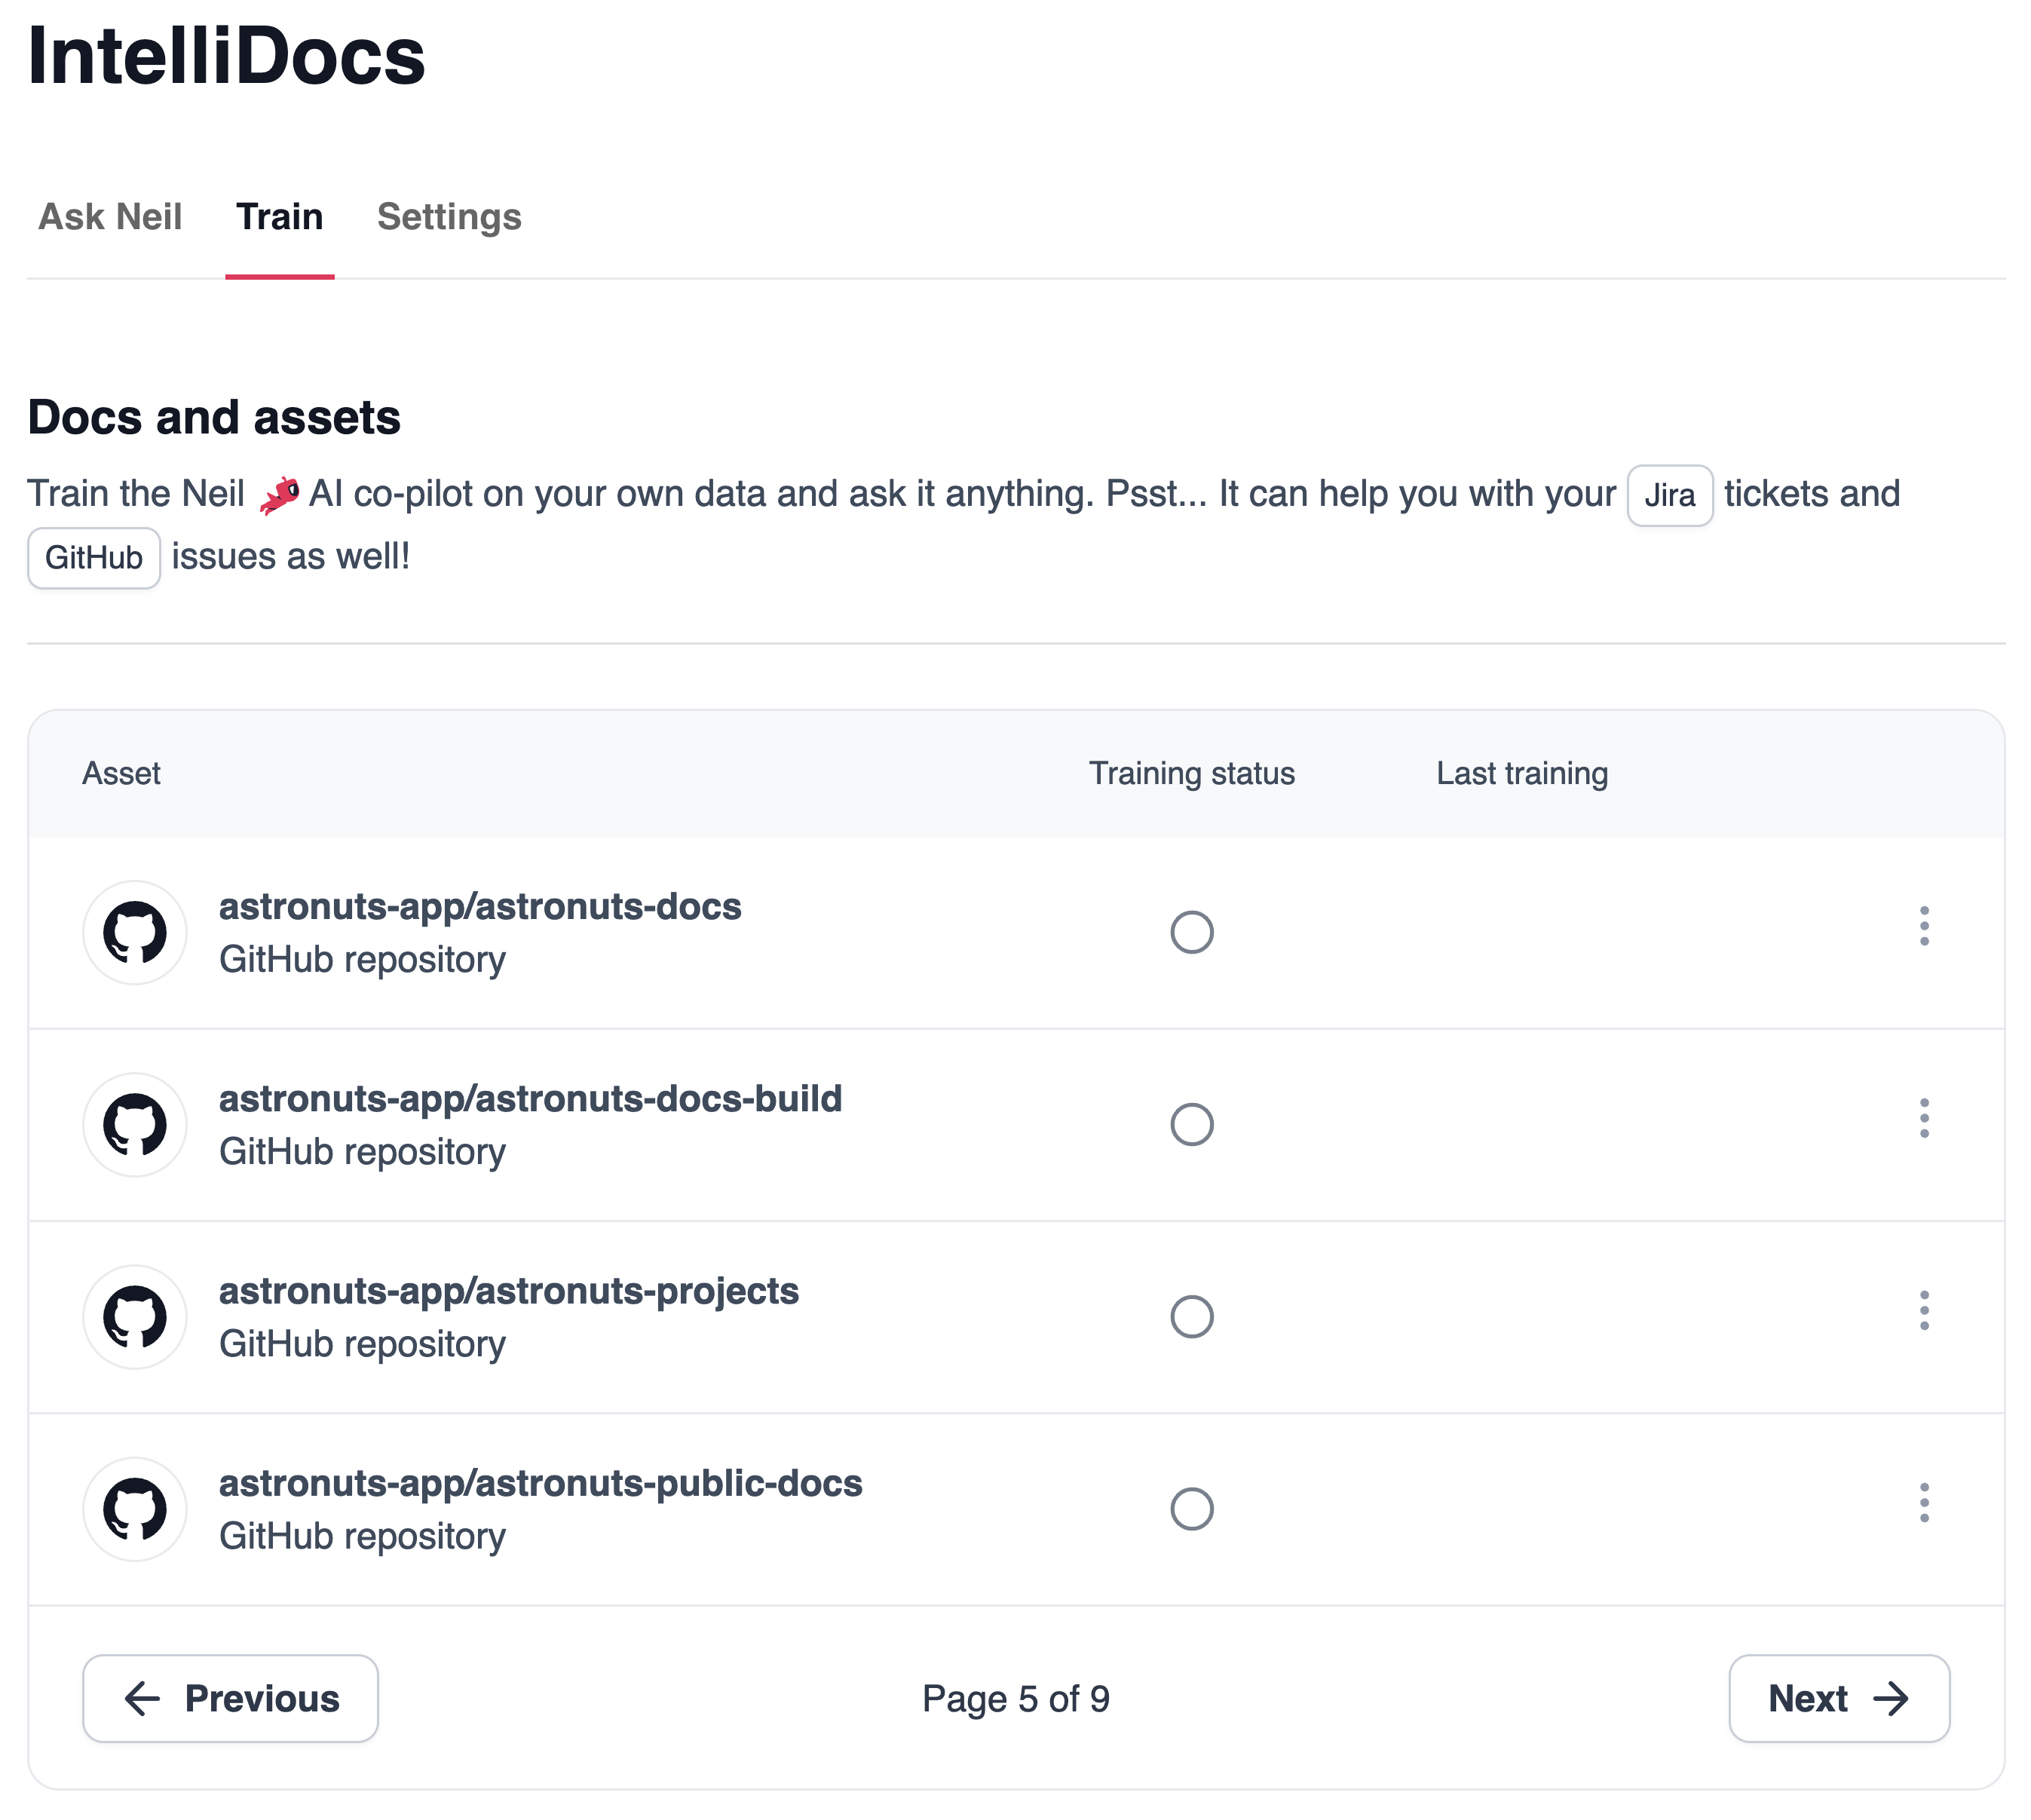 IntelliDocs
Ask Neil Train Settings
Docs and assets
Train the Neil AI co-pilot on your own data and ask it anything. Psst... It can help you with your Jira tickets and
GitHub issues as well!
Asset Training status Last training
astronuts-app/astronuts-docs
GitHub repository
astronuts-app/astronuts-docs-build
GitHub repository
astronuts-app/astronuts-projects
GitHub repository
astronuts-app/astronuts-public-docs
GitHub repository
Previous Page 5 of 9 Next